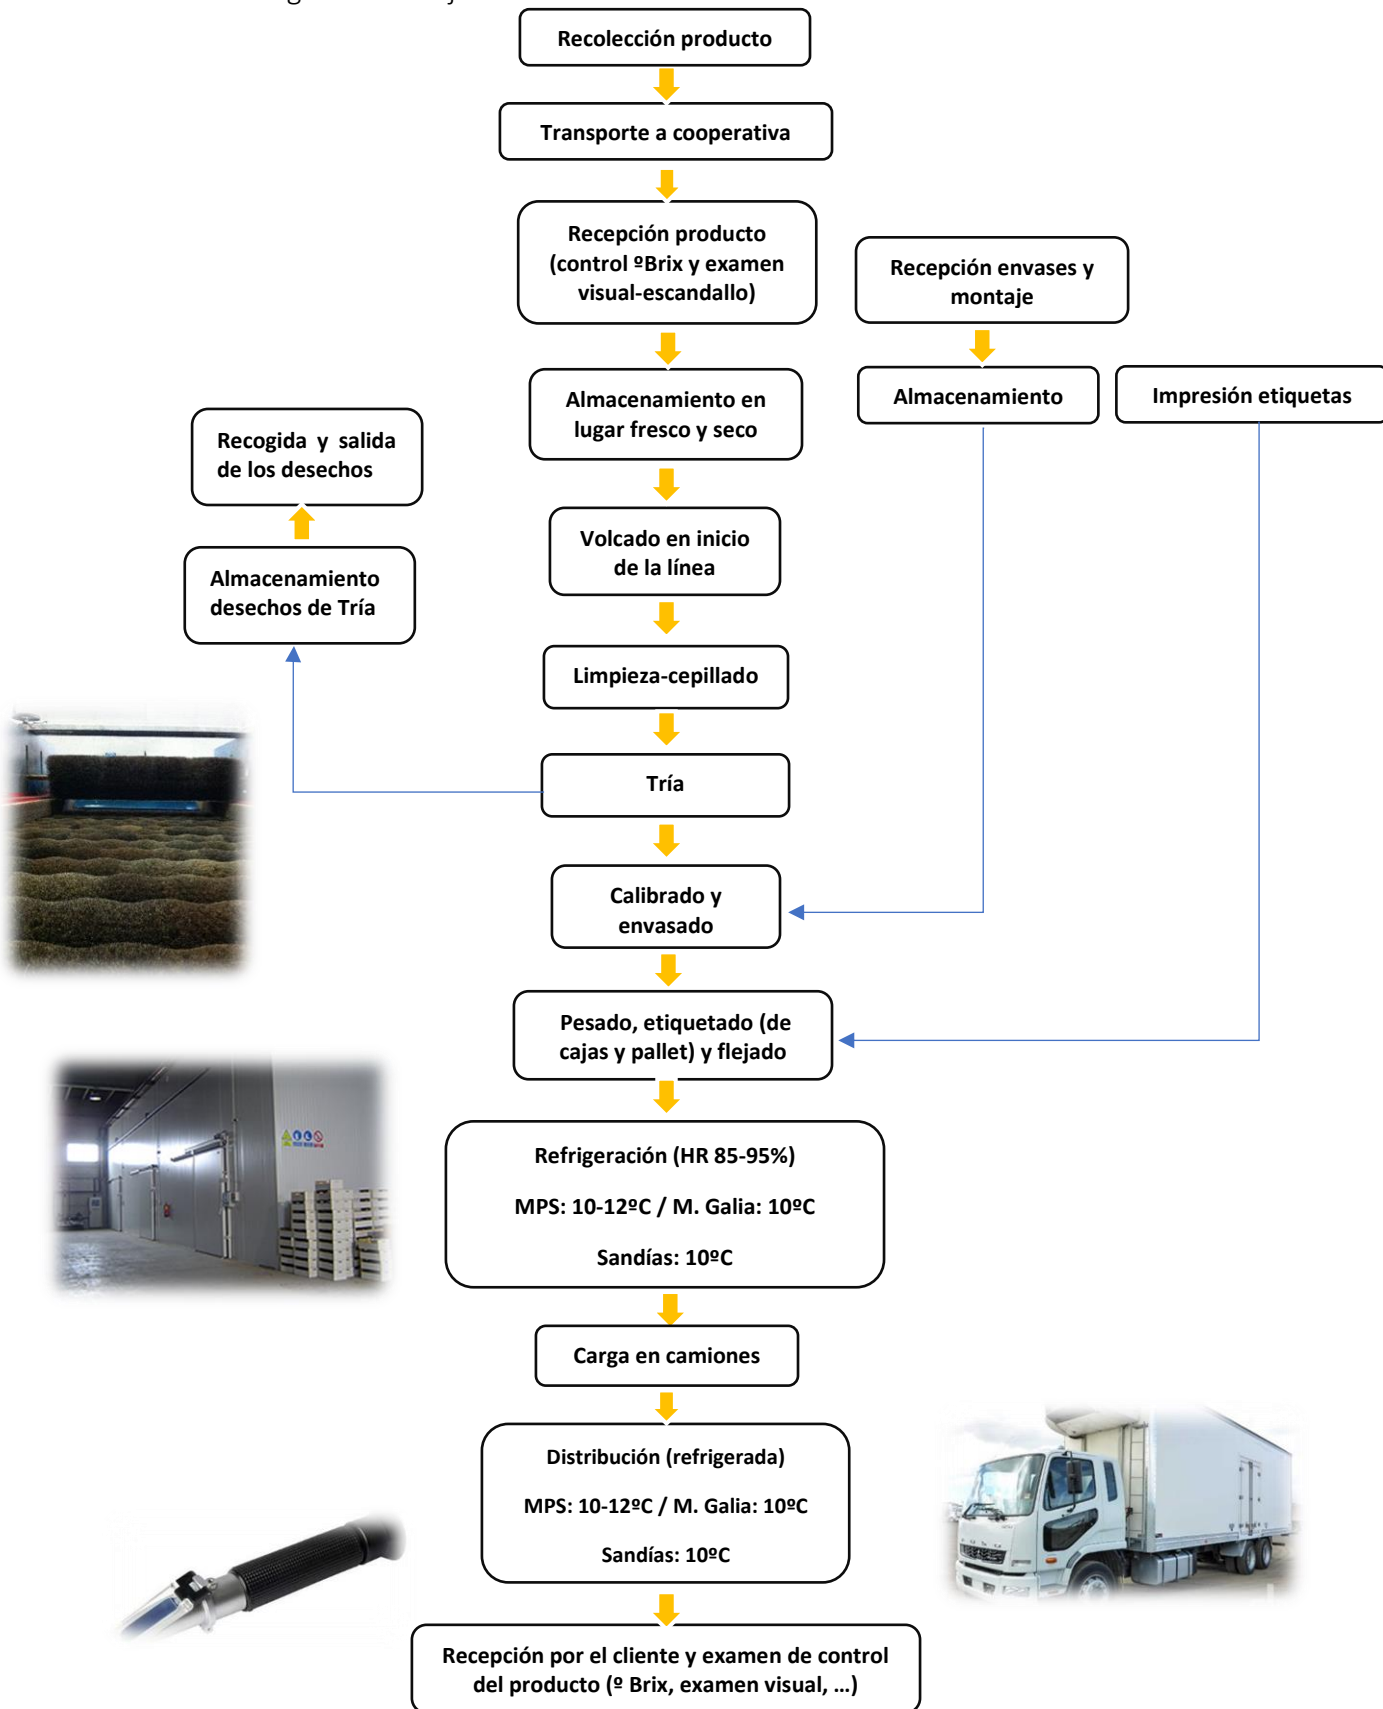 Recolección producto
Transporte a cooperativa
Recepción producto
(control ºBrix y examen
visual-escandallo)
Recepción envases y
montaje
Almacenamiento en
lugar fresco y seco
Almacenamiento
Impresión etiquetas
Recogida y salida
de los desechos
Volcado en inicio
de la línea
Almacenamiento
desechos de Tría
Limpieza-cepillado
Tría
Calibrado y
envasado
Pesado, etiquetado (de
cajas y pallet) y flejado
Refrigeración (HR 85-95%)
MPS: 10-12ºC / M. Galia: 10ºC
Sandías: 10ºC
Carga en camiones
Distribución (refrigerada)
MPS: 10-12ºC / M. Galia: 10ºC
Sandías: 10ºC
Recepción por el cliente y examen de control
del producto (º Brix, examen visual, …)